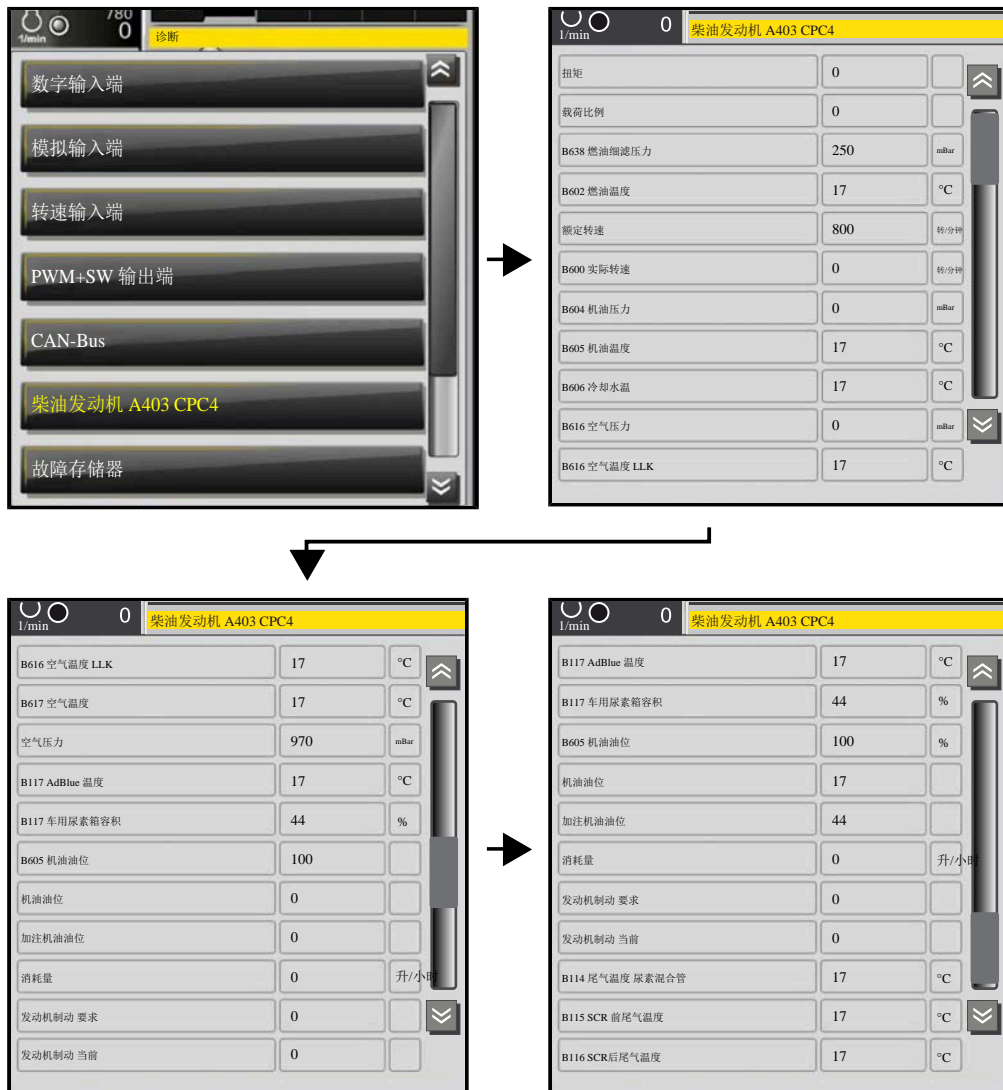 1/min 780 0 诊断
数字输入端
模拟输入端
转速输入端
PWM+SW 输出端
CAN-Bus
柴油发动机 A403 CPC4
故障存储器
1/min 0 柴油发动机 A403 CPC4
扭矩 0
载荷比例 0
B638 燃油细滤压力 250 mBar
B602 燃油温度 17 °C
额定转速 800 转/分钟
B600 实际转速 0 转/分钟
B604 机油压力 0 mBar
B605 机油温度 17 °C
B606 冷却水温 17 °C
B616 空气压力 0 mBar
B616 空气温度 LLK 17 °C
1/min 0 柴油发动机 A403 CPC4
B616 空气温度 LLK 17 °C
B617 空气温度 17 °C
空气压力 970 mBar
B117 AdBlue 温度 17 °C
B117 车用尿素箱容积 44 %
B605 机油油位 100
机油油位 0
加注机油油位 0
消耗量 0 升/小时
发动机制动 要求 0
发动机制动 当前 0
1/min 0 柴油发动机 A403 CPC4
B117 AdBlue 温度 17 °C
B117 车用尿素箱容积 44 %
B605 机油油位 100 %
机油油位 17
加注机油油位 44
消耗量 0 升/小时
发动机制动 要求 0
发动机制动 当前 0
B114 尾气温度 尿素混合管 17 °C
B115 SCR 前尾气温度 17 °C
B116 SCR后尾气温度 17 °C